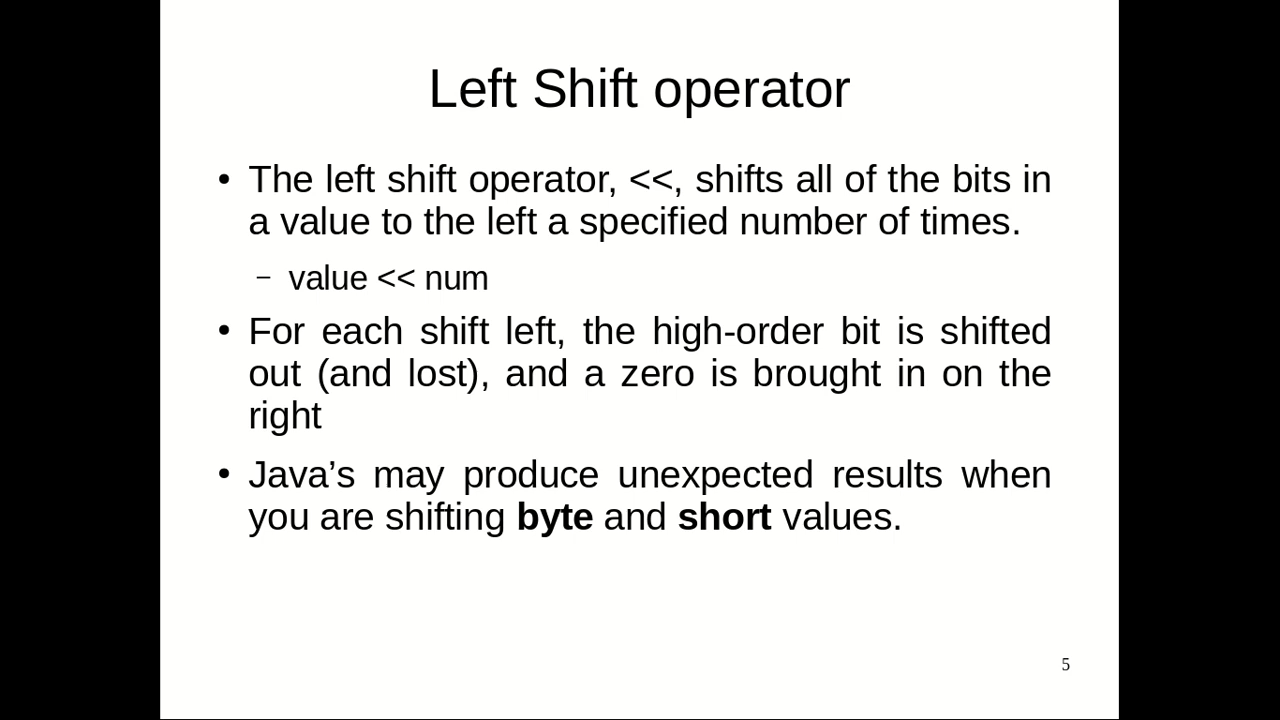 Left Shift operator
• The left shift operator, <<, shifts all of the bits in
a value to the left a specified number of times.
– value << num
• For each shift left, the high-order bit is shifted
out (and lost), and a zero is brought in on the
right
• Java’s may produce unexpected results when
you are shifting byte and short values.
5